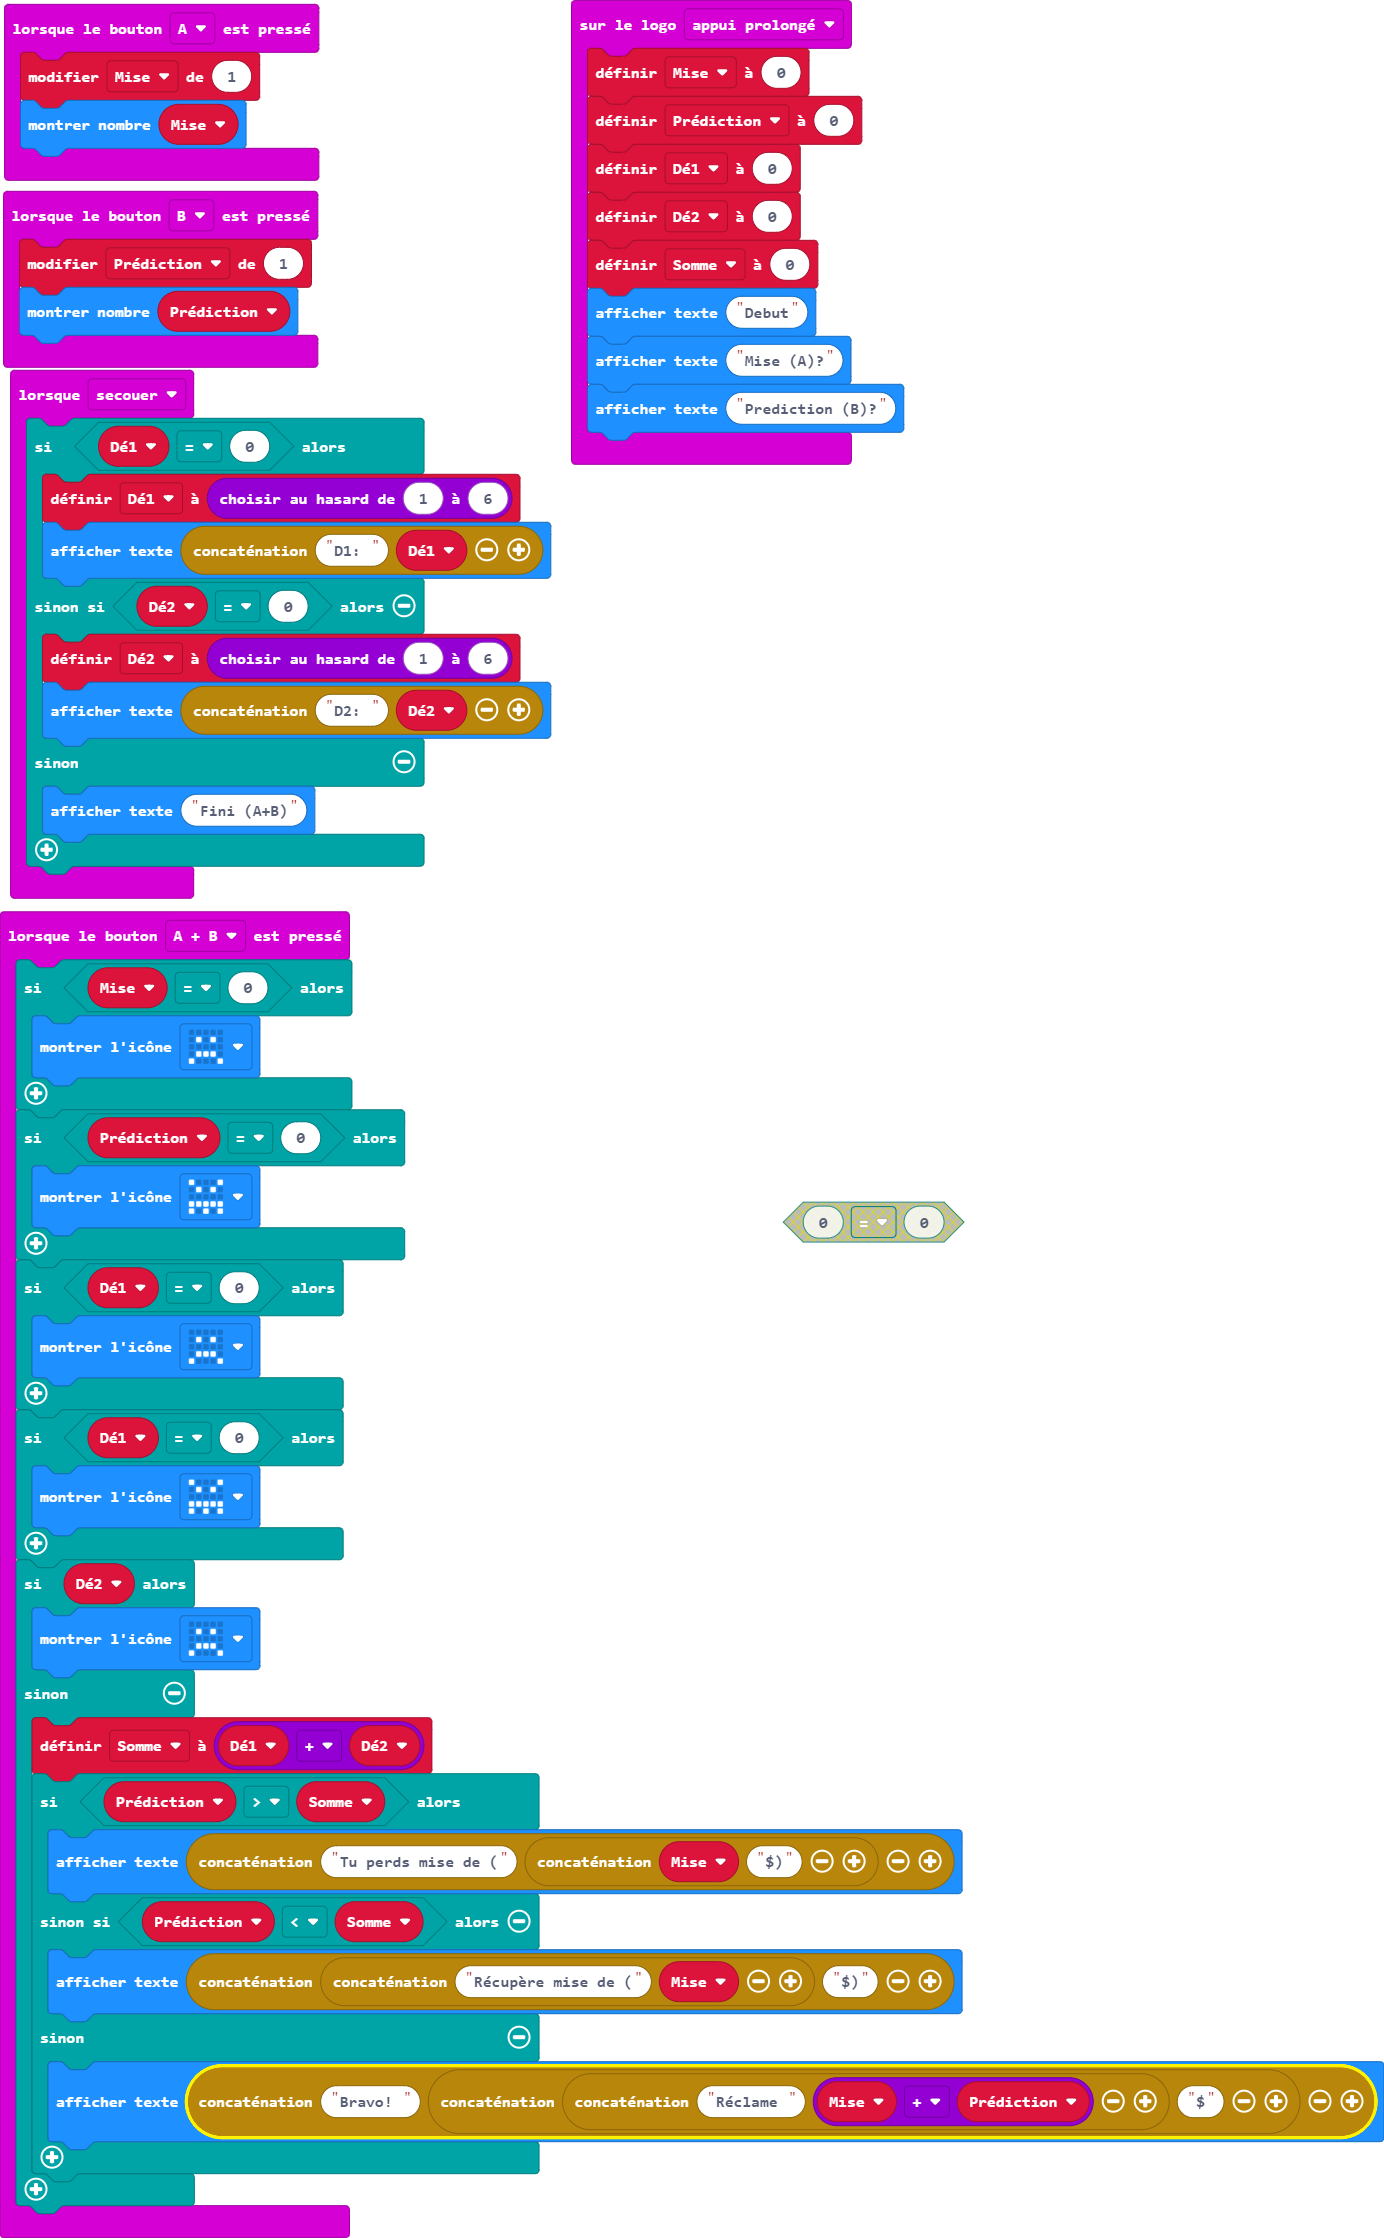 lorsque le bouton A est pressé
modifier Mise de 1
montrer nombre Mise
lorsque le bouton B est pressé
modifier Prédiction de 1
montrer nombre Prédiction
lorsque secouer
si Dé1 = 0 alors
définir Dé1 à choisir au hasard de 1 à 6
afficher texte concaténation "D1: " Dé1
sinon si Dé2 = 0 alors
définir Dé2 à choisir au hasard de 1 à 6
afficher texte concaténation "D2: " Dé2
sinon
afficher texte "Fini (A+B)"
sur le logo appui prolongé
définir Mise à 0
définir Prédiction à 0
définir Dé1 à 0
définir Dé2 à 0
définir Somme à 0
afficher texte "Debut"
afficher texte "Mise (A)?"
afficher texte "Prediction (B)?"
lorsque le bouton A + B est pressé
si Mise = 0 alors
montrer l'icône
si Prédiction = 0 alors
montrer l'icône
si Dé1 = 0 alors
montrer l'icône
si Dé1 = 0 alors
montrer l'icône
si Dé2 alors
montrer l'icône
sinon
définir Somme à Dé1 + Dé2
si Prédiction > Somme alors
afficher texte concaténation "Tu perds mise de (" concaténation Mise "$)"
sinon si Prédiction < Somme alors
afficher texte concaténation concaténation "Récupère mise de (" Mise "$)"
sinon
afficher texte concaténation "Bravo! " concaténation concaténation "Réclame " Mise + Prédiction "$"
0 = 0